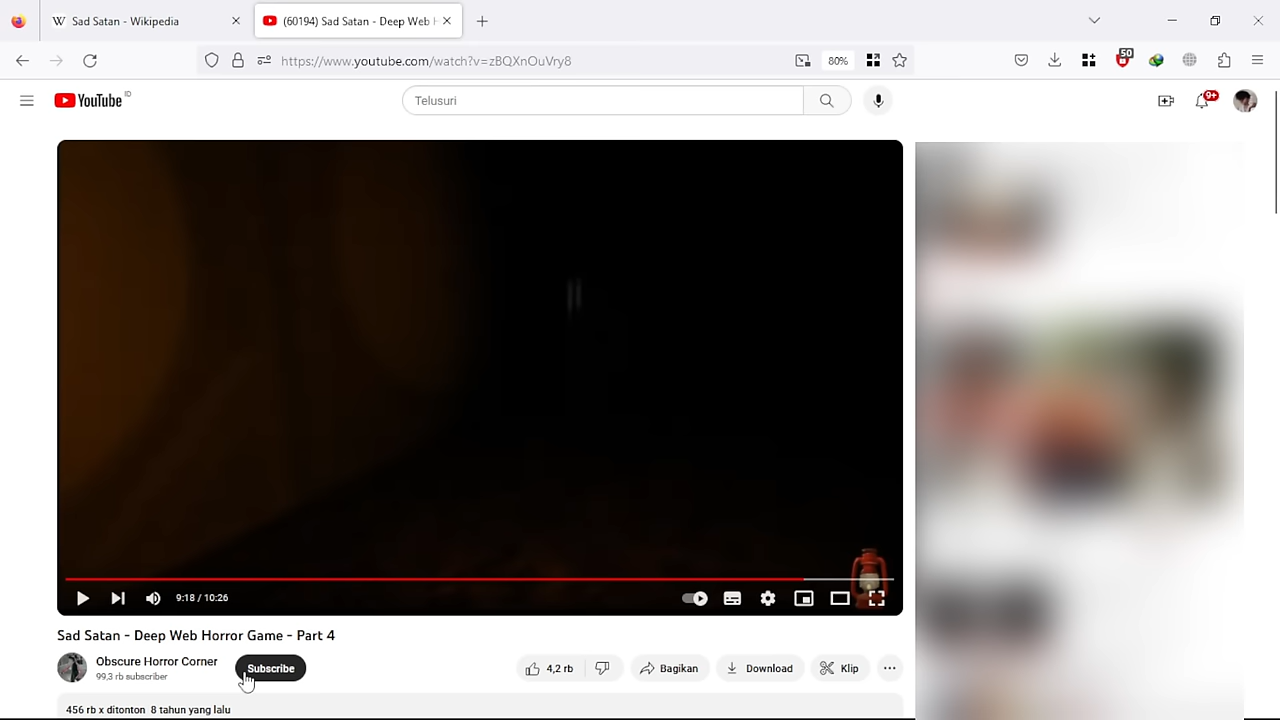 Sad Satan - Wikipedia
(60194) Sad Satan - Deep Web H
https://www.youtube.com/watch?v=zBQXnOuVry8
80%
50
YouTube ID
Telusuri
9+
9:18 / 10:26
Sad Satan - Deep Web Horror Game - Part 4
Obscure Horror Corner
99,3 rb subscriber
Subscribe
4,2 rb
Bagikan
Download
Klip
456 rb x ditonton 8 tahun yang lalu